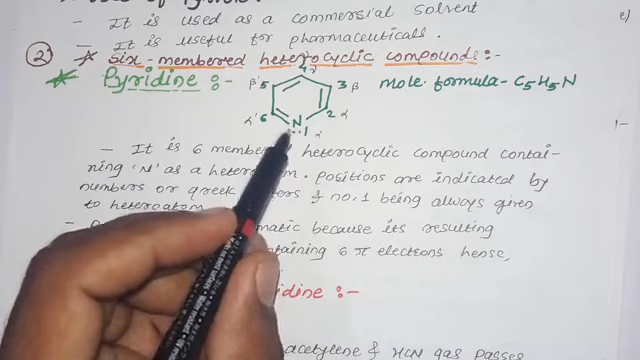 - It is used as a commercial solvent
- It is useful for pharmaceuticals.
2) Six-membered heterocyclic compounds:-
Pyridine :-
mole. formula - C5H5N
4 γ
β' 5 3 β
α' 6 2 α
N
1 α
- It is 6 membered heterocyclic compound contai-
ning 'N' as a positions are indicated by
numbers or greek & no.1 being always given
to heteroatom
matic because its resulting
ntaining 6 π electrons hence,
idine :-
acetylene & HCN gas passes
e)